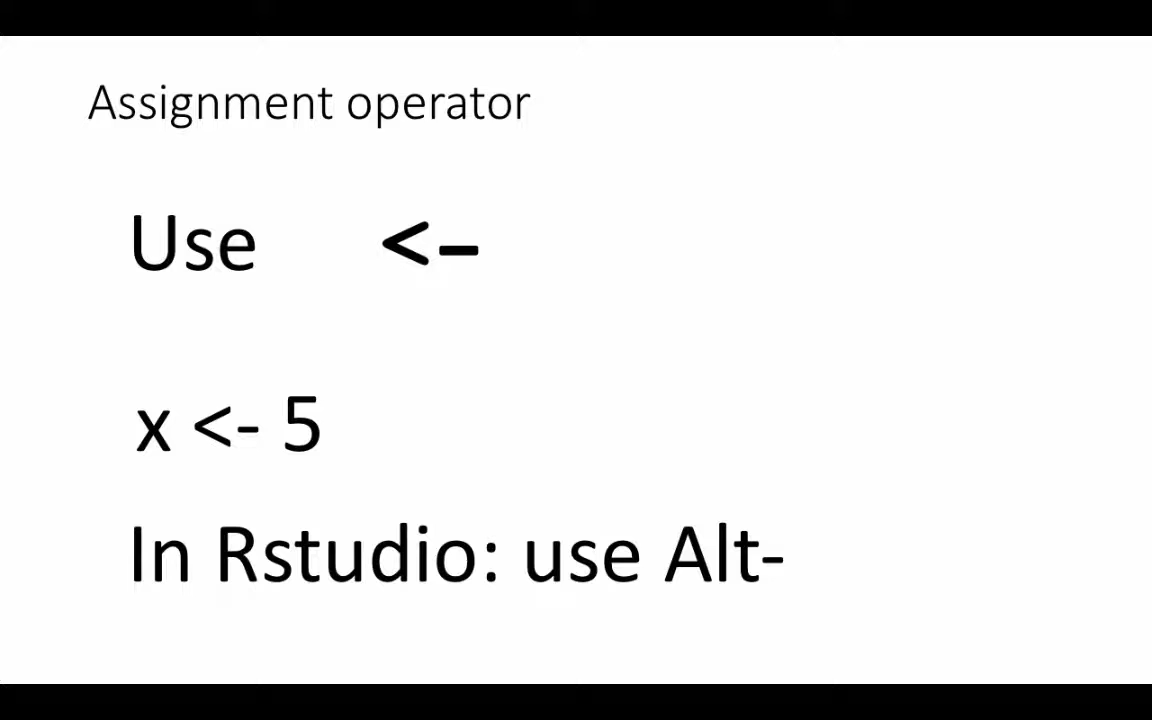 Assignment operator
Use <-
x <- 5
In Rstudio: use Alt-